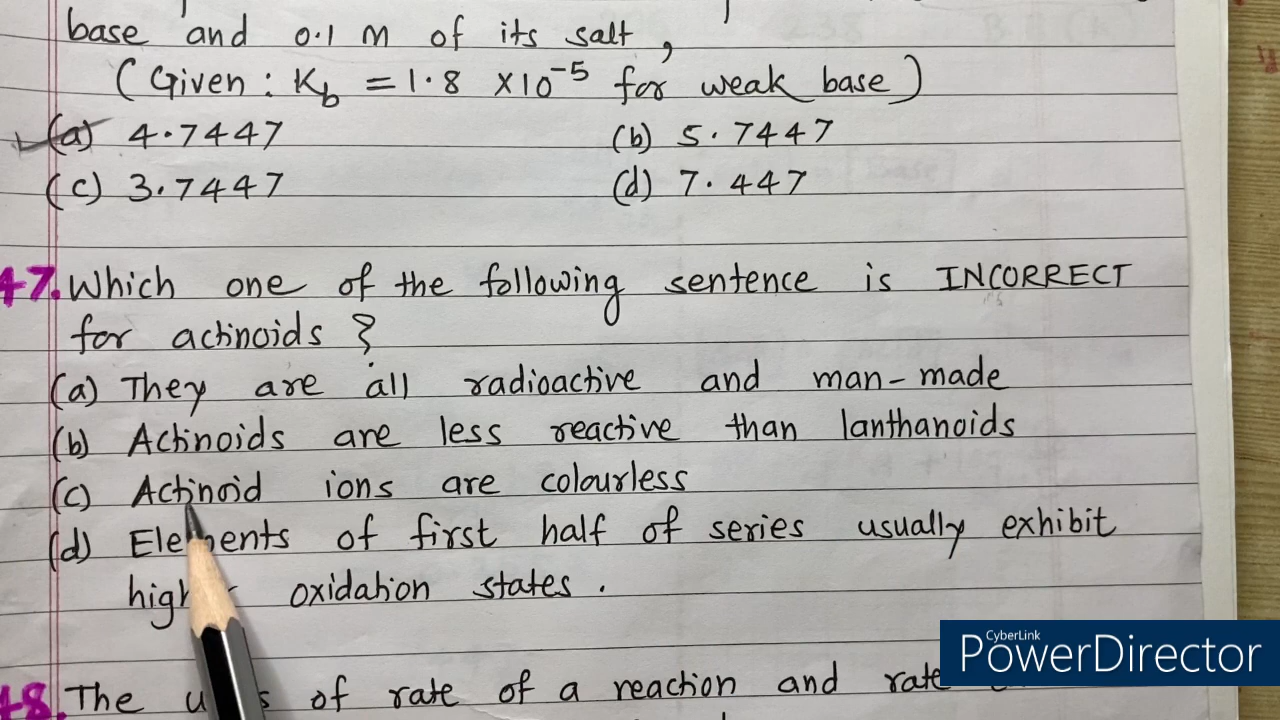 base and 0.1 M of its salt,
(Given: Kb = 1.8 ×10⁻⁵ for weak base)
(a) 4.7447 (b) 5.7447
(c) 3.7447 (d) 7.447
47. Which one of the following sentence is INCORRECT
for actinoids ?
(a) They are all radioactive and man-made
(b) Actinoids are less reactive than lanthanoids
(c) Actinoid ions are colourless
(d) Elements of first half of series usually exhibit
oxidation states.
48. The of rate of a reaction and rate
CyberLink
PowerDirector